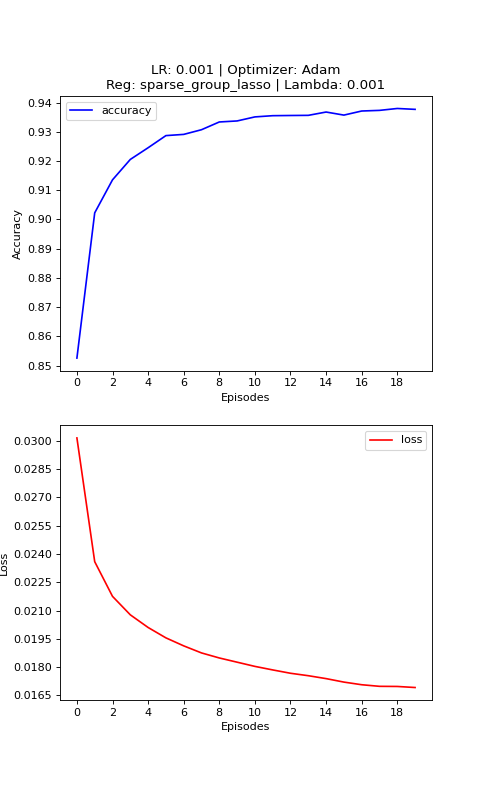 LR: 0.001 | Optimizer: Adam
Reg: sparse_group_lasso | Lambda: 0.001
accuracy
0.94
0.93
0.92
0.91
0.90
0.89
0.88
0.87
0.86
0.85
Accuracy
0 2 4 6 8 10 12 14 16 18
Episodes
loss
0.0300
0.0285
0.0270
0.0255
0.0240
0.0225
0.0210
0.0195
0.0180
0.0165
Loss
0 2 4 6 8 10 12 14 16 18
Episodes